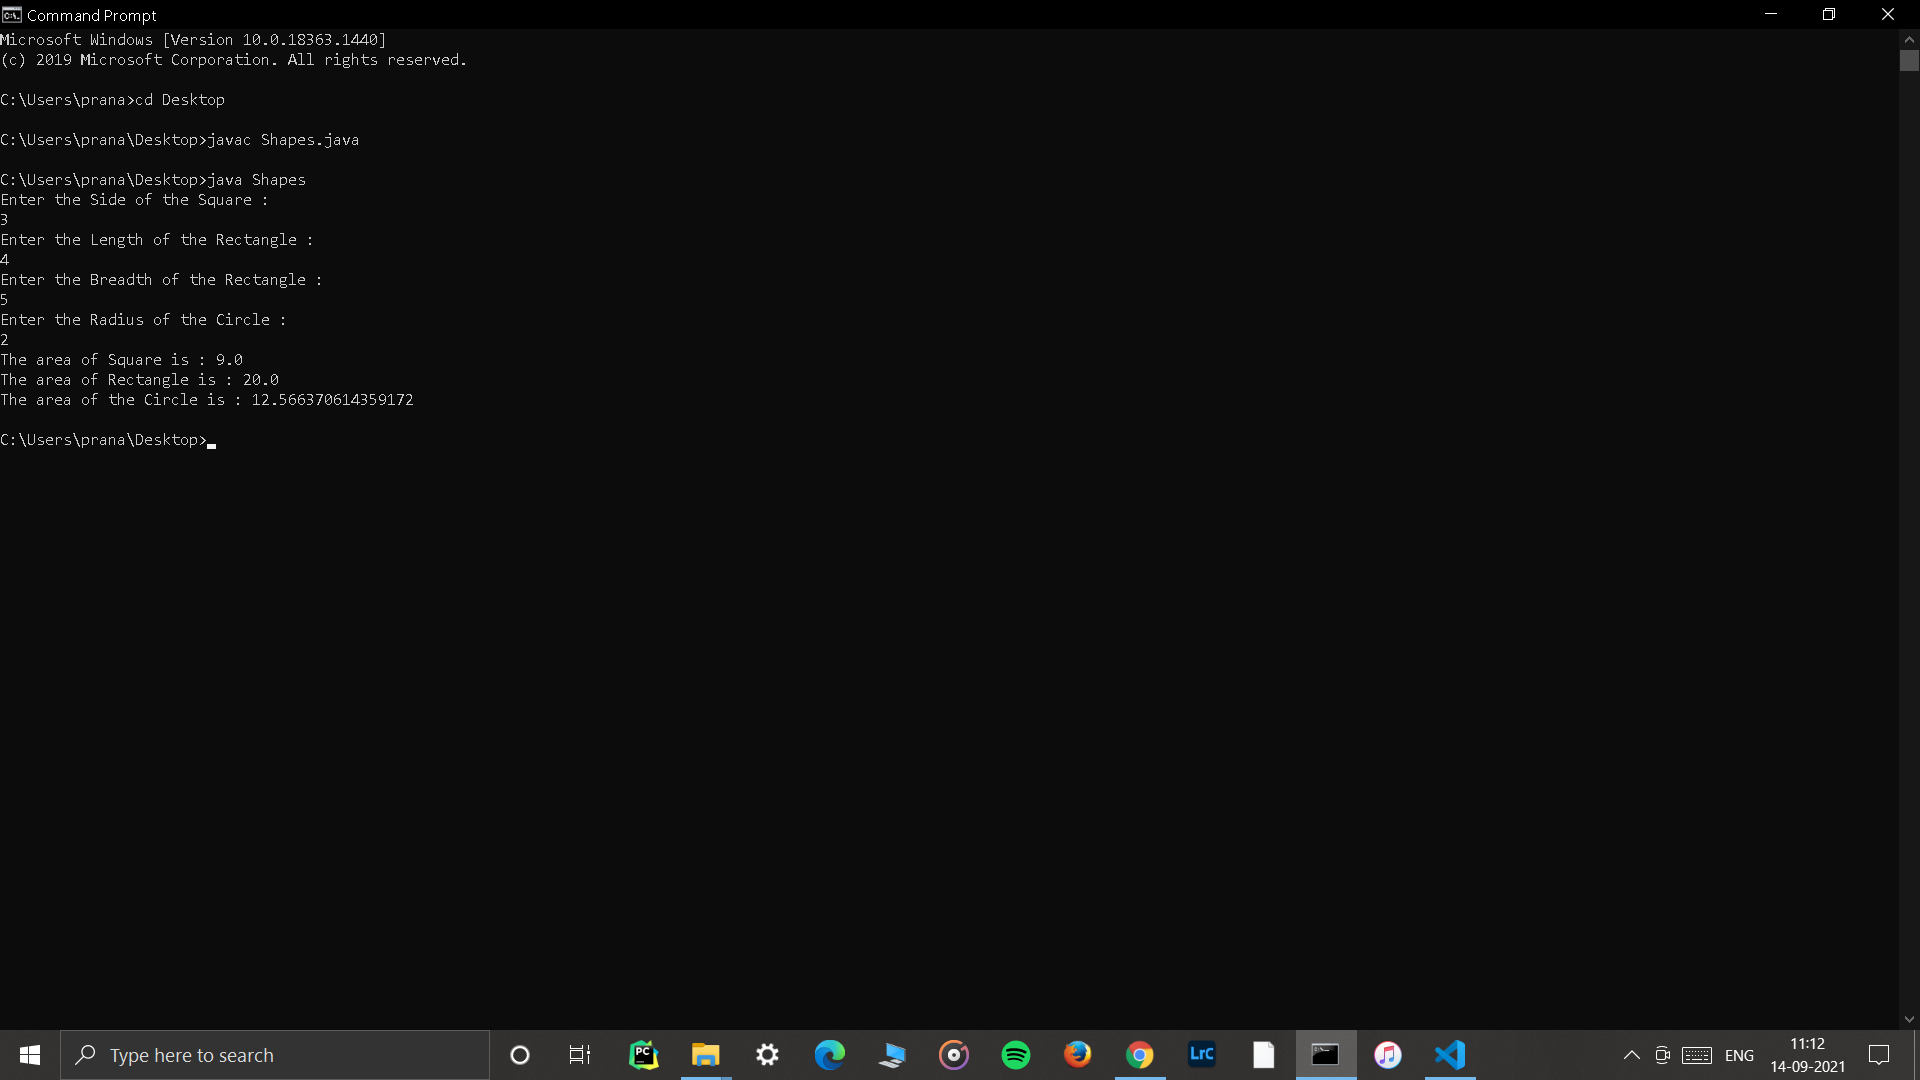 Command Prompt
Microsoft Windows [Version 10.0.18363.1440]
(c) 2019 Microsoft Corporation. All rights reserved.
C:\Users\prana>cd Desktop
C:\Users\prana\Desktop>javac Shapes.java
C:\Users\prana\Desktop>java Shapes
Enter the Side of the Square :
3
Enter the Length of the Rectangle :
4
Enter the Breadth of the Rectangle :
5
Enter the Radius of the Circle :
2
The area of Square is : 9.0
The area of Rectangle is : 20.0
The area of the Circle is : 12.566370614359172
C:\Users\prana\Desktop>
Type here to search
PC
LrC
ENG
11:12
14-09-2021